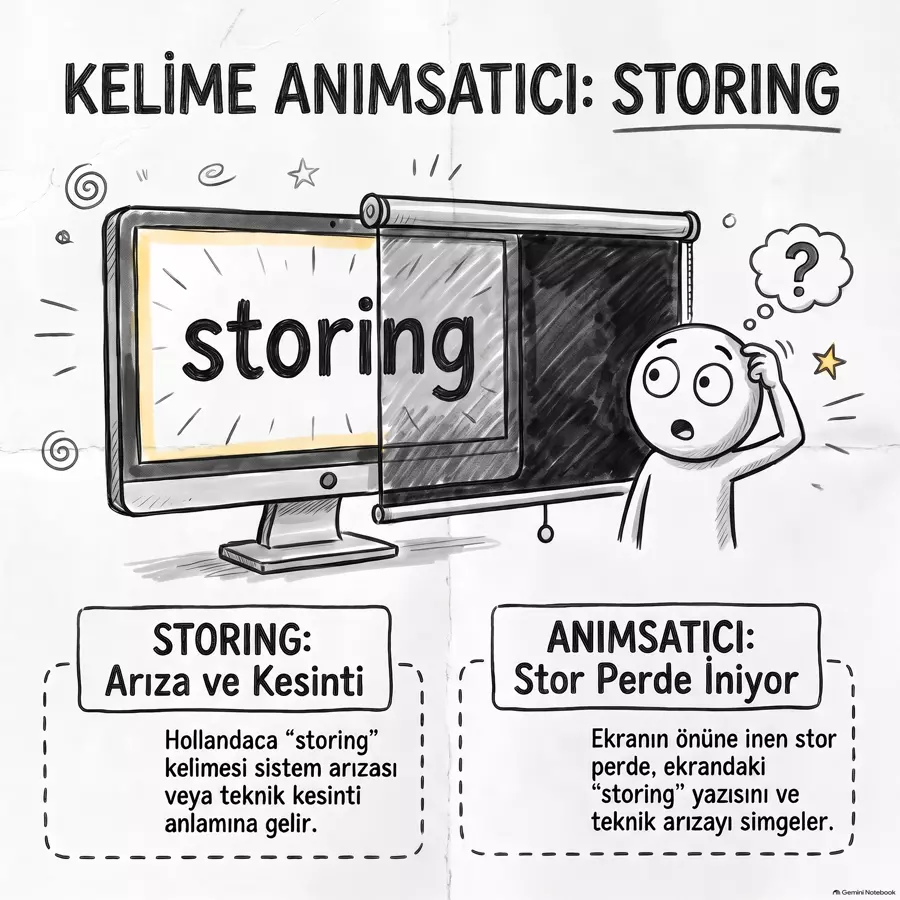 KELİME ANIMSATICI: STORING
storing
?
STORING:
Arıza ve Kesinti
Hollandaca “storing”
kelimesi sistem arızası
veya teknik kesinti
anlamına gelir.
ANIMSATICI:
Stor Perde İniyor
Ekranın önüne inen stor
perde, ekrandaki
“storing” yazısını ve
teknik arızayı simgeler.
Gemini Notebook